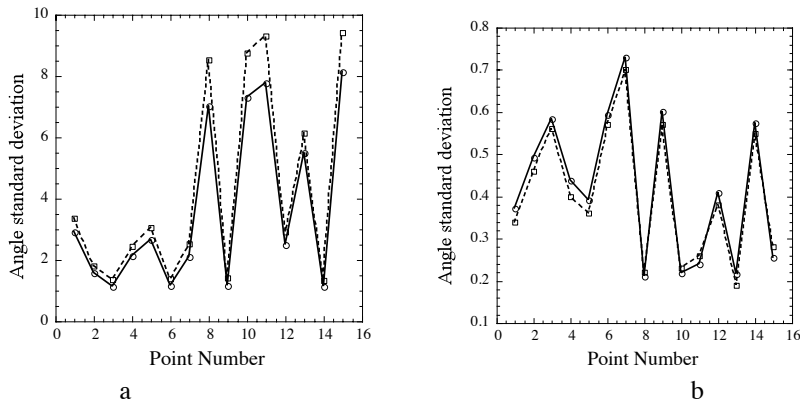 10
8
6
4
2
0
Angle standard deviation
0 2 4 6 8 10 12 14 16
Point Number
a
0.8
0.7
0.6
0.5
0.4
0.3
0.2
0.1
Angle standard deviation
0 2 4 6 8 10 12 14 16
Point Number
b